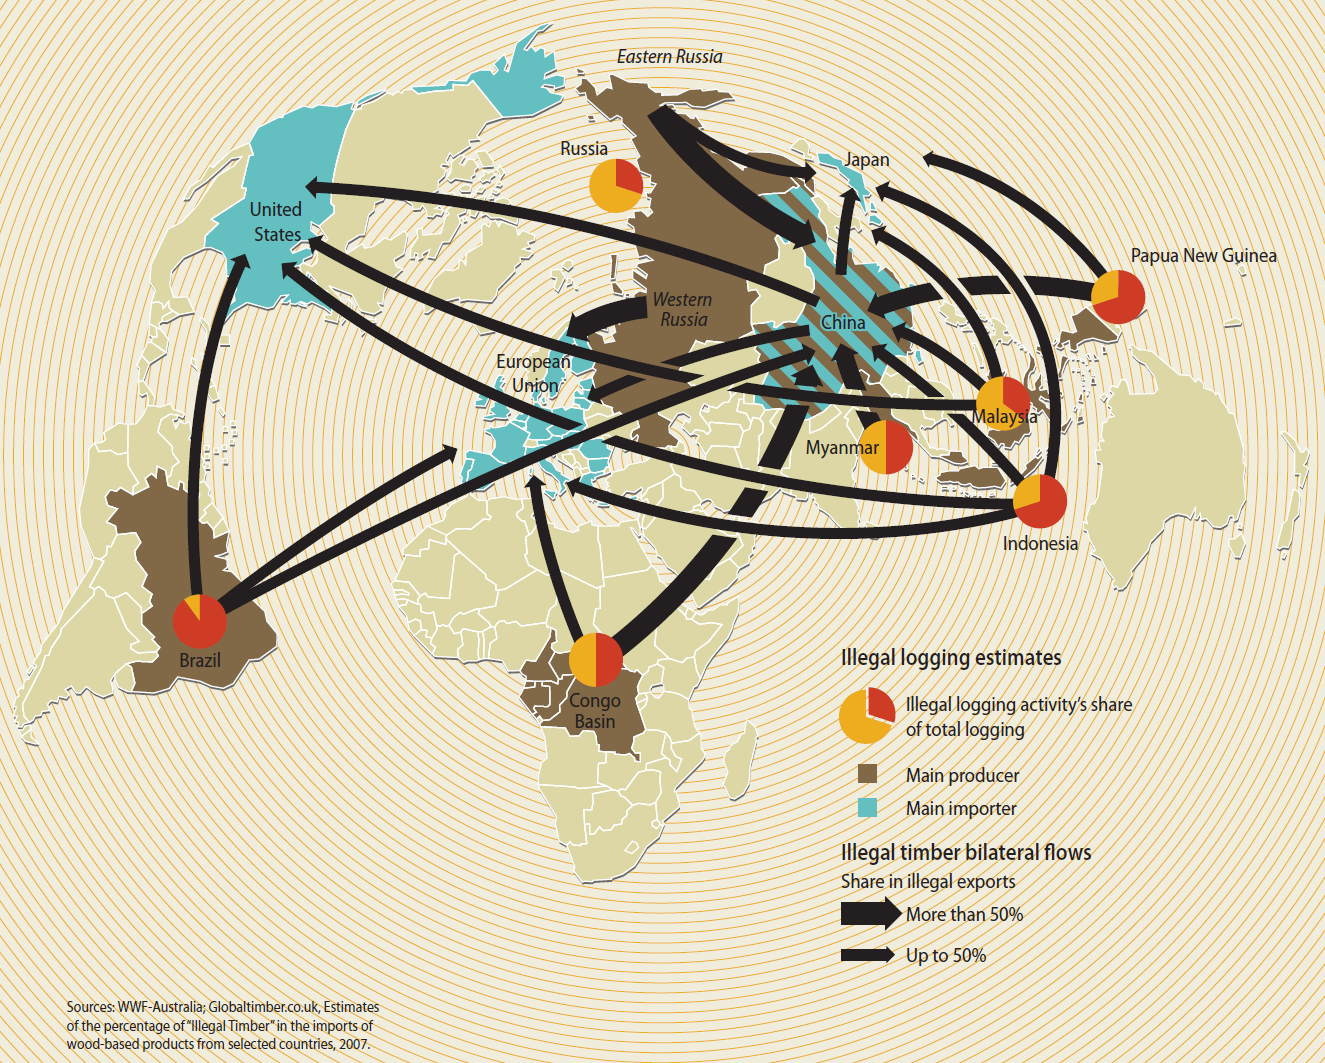 Eastern Russia
Russia
Japan
United
States
Papua New Guinea
Western
Russia
China
European
Union
Malaysia
Myanmar
Indonesia
Brazil
Congo
Basin
Illegal logging estimates
Illegal logging activity's share
of total logging
Main producer
Main importer
Illegal timber bilateral flows
Share in illegal exports
More than 50%
Up to 50%
Sources: WWF-Australia; Globaltimber.co.uk, Estimates
of the percentage of “Illegal Timber” in the imports of
wood-based products from selected countries, 2007.